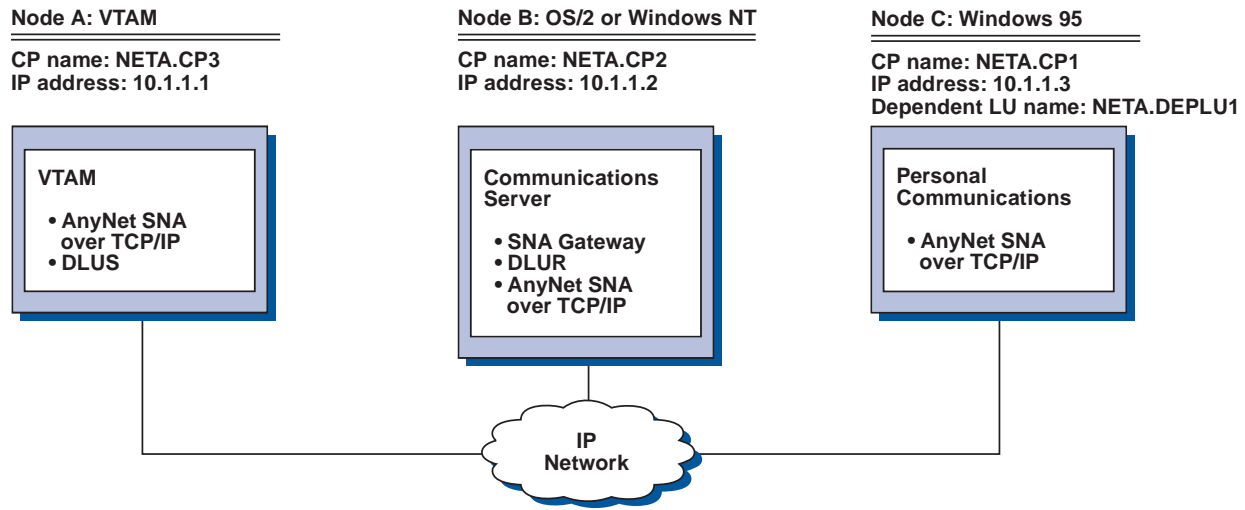 Node A: VTAM
CP name: NETA.CP3
IP address: 10.1.1.1
VTAM
• AnyNet SNA
over TCP/IP
• DLUS
Node B: OS/2 or Windows NT
CP name: NETA.CP2
IP address: 10.1.1.2
Communications
Server
• SNA Gateway
• DLUR
• AnyNet SNA
over TCP/IP
Node C: Windows 95
CP name: NETA.CP1
IP address: 10.1.1.3
Dependent LU name: NETA.DEPLU1
Personal
Communications
• AnyNet SNA
over TCP/IP
IP
Network